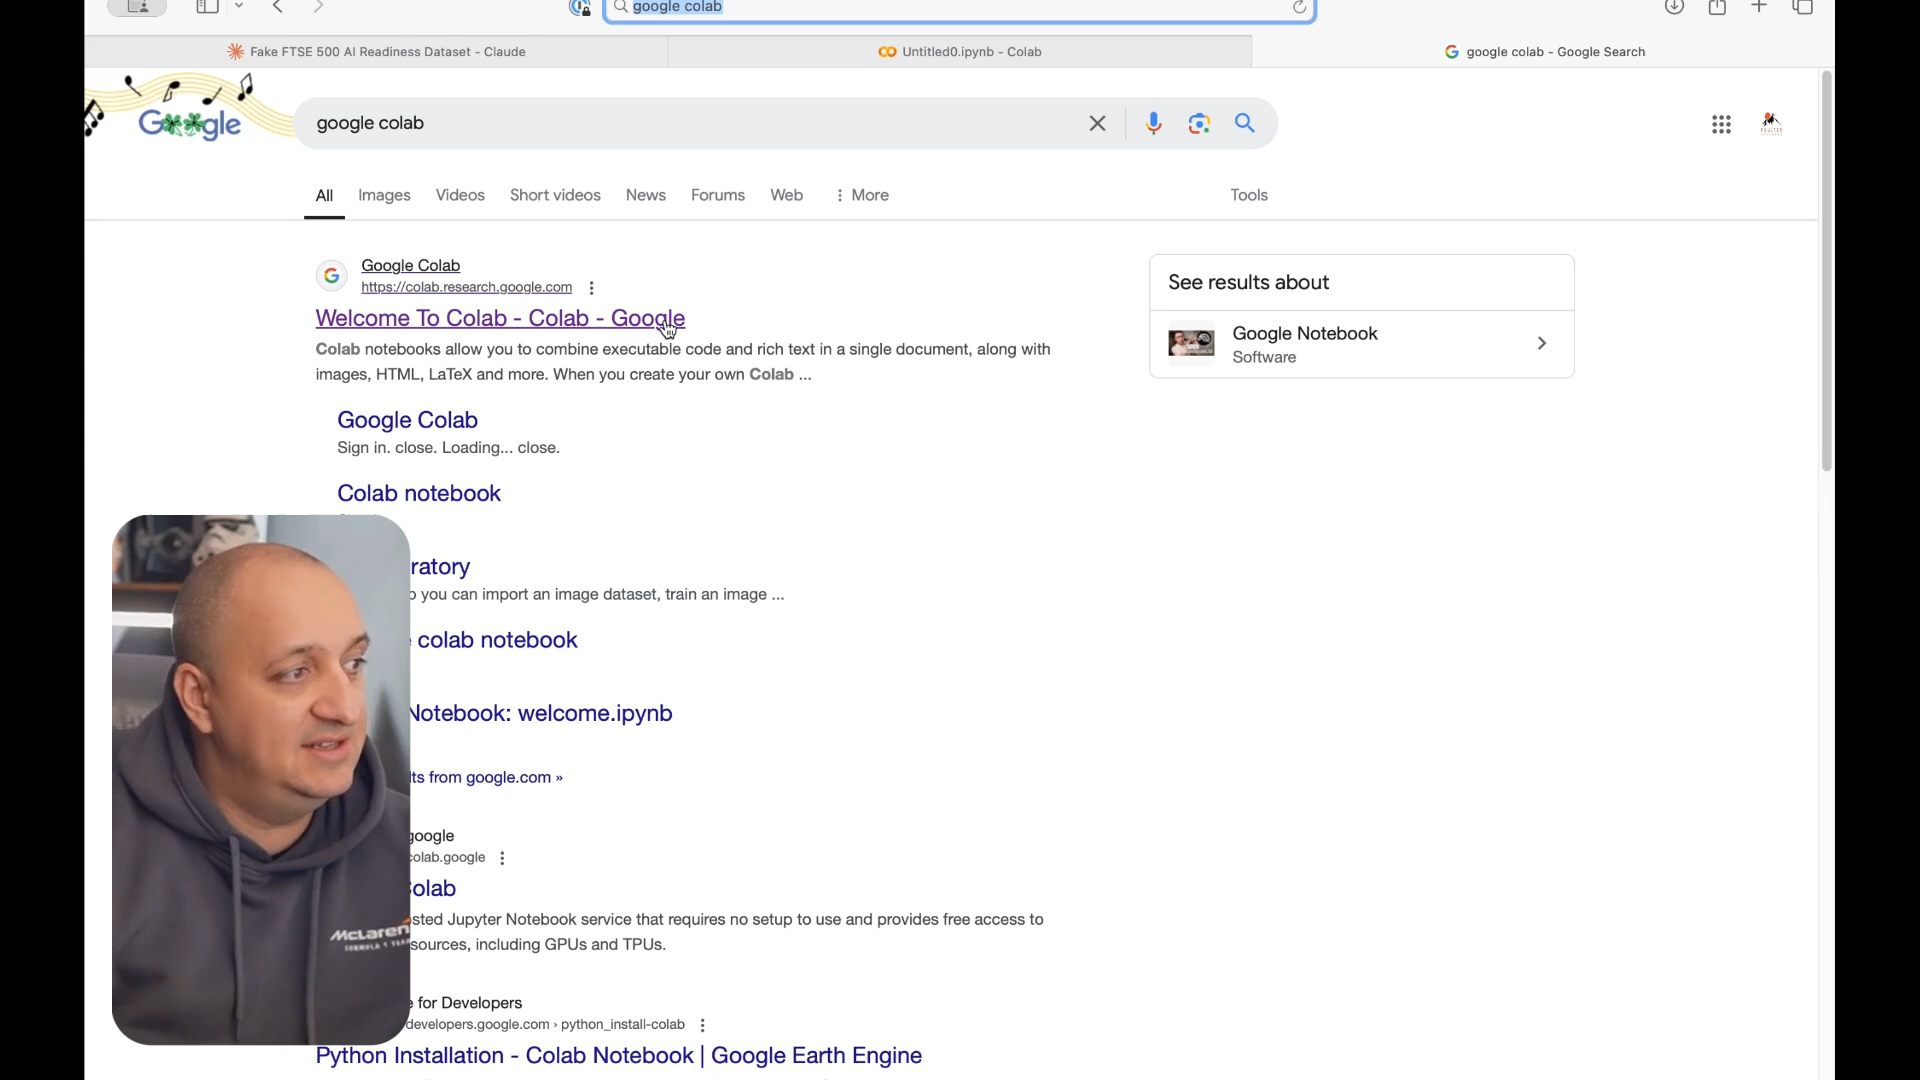 google colab
Fake FTSE 500 AI Readiness Dataset - Claude
Untitled0.ipynb - Colab
google colab - Google Search
Google
google colab
All
Images
Videos
Short videos
News
Forums
Web
More
Tools
Google Colab
https://colab.research.google.com
Welcome To Colab - Colab - Google
Colab notebooks allow you to combine executable code and rich text in a single document, along with
images, HTML, LaTeX and more. When you create your own Colab ...
See results about
Google Notebook
Software
Google Colab
Sign in. close. Loading... close.
Colab notebook
ratory
you can import an image dataset, train an image ...
colab notebook
Notebook: welcome.ipynb
ts from google.com »
google
colab.google
Colab
sted Jupyter Notebook service that requires no setup to use and provides free access to
sources, including GPUs and TPUs.
McLaren
FORMULA 1 TEAM
for Developers
developers.google.com › python_install-colab
Python Installation - Colab Notebook | Google Earth Engine